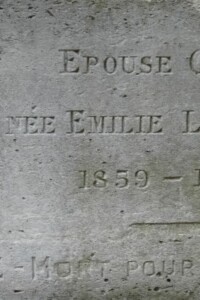 EPOUSE
NÉE EMILIE
1859 –
– MORT POUR